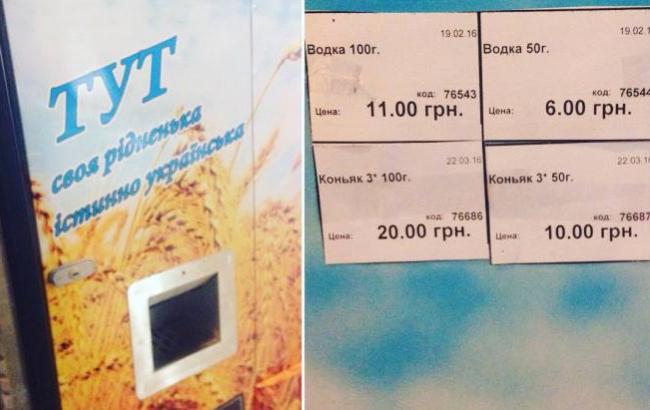 ТУТ
своя рідненька
істинно українська
19.02.16
Водка 100г.
код: 76543
Цена: 11.00 грн.
19.02.1
Водка 50г.
код: 76544
Цена: 6.00 грн.
22.03.16
Коньяк 3* 100г.
код: 76686
Цена: 20.00 грн.
22.03.16
Коньяк 3* 50г.
код: 76687
Цена: 10.00 грн.